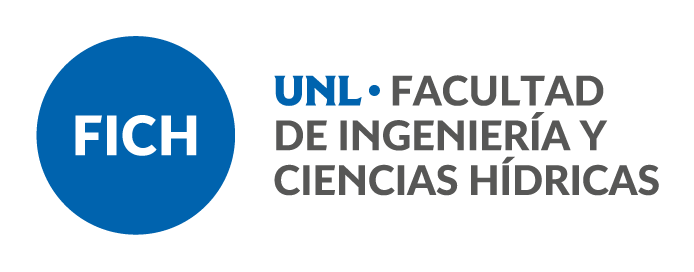 FICH
UNL • FACULTAD
DE INGENIERÍA Y
CIENCIAS HÍDRICAS